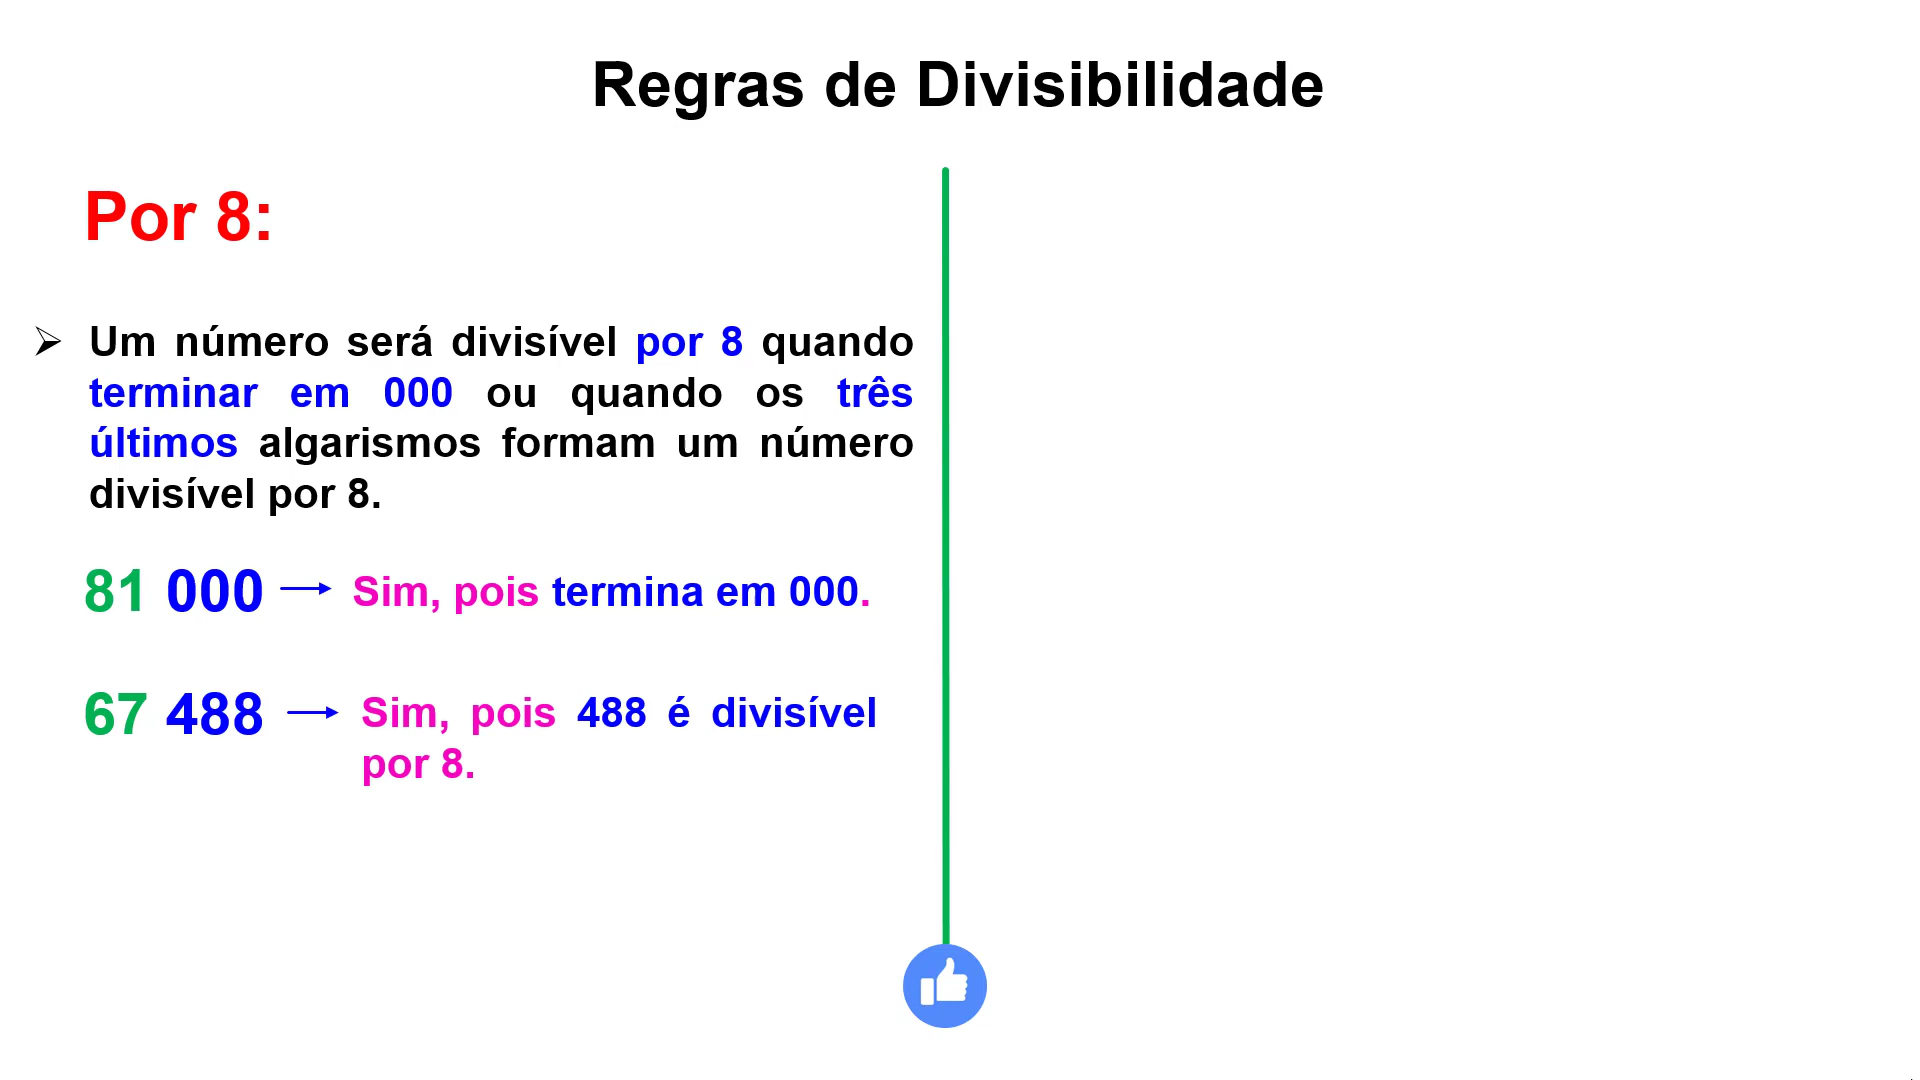 Regras de Divisibilidade
Por 8:
➢ Um número será divisível por 8 quando
terminar em 000 ou quando os três
últimos algarismos formam um número
divisível por 8.
81 000 → Sim, pois termina em 000.
67 488 → Sim, pois 488 é divisível
por 8.